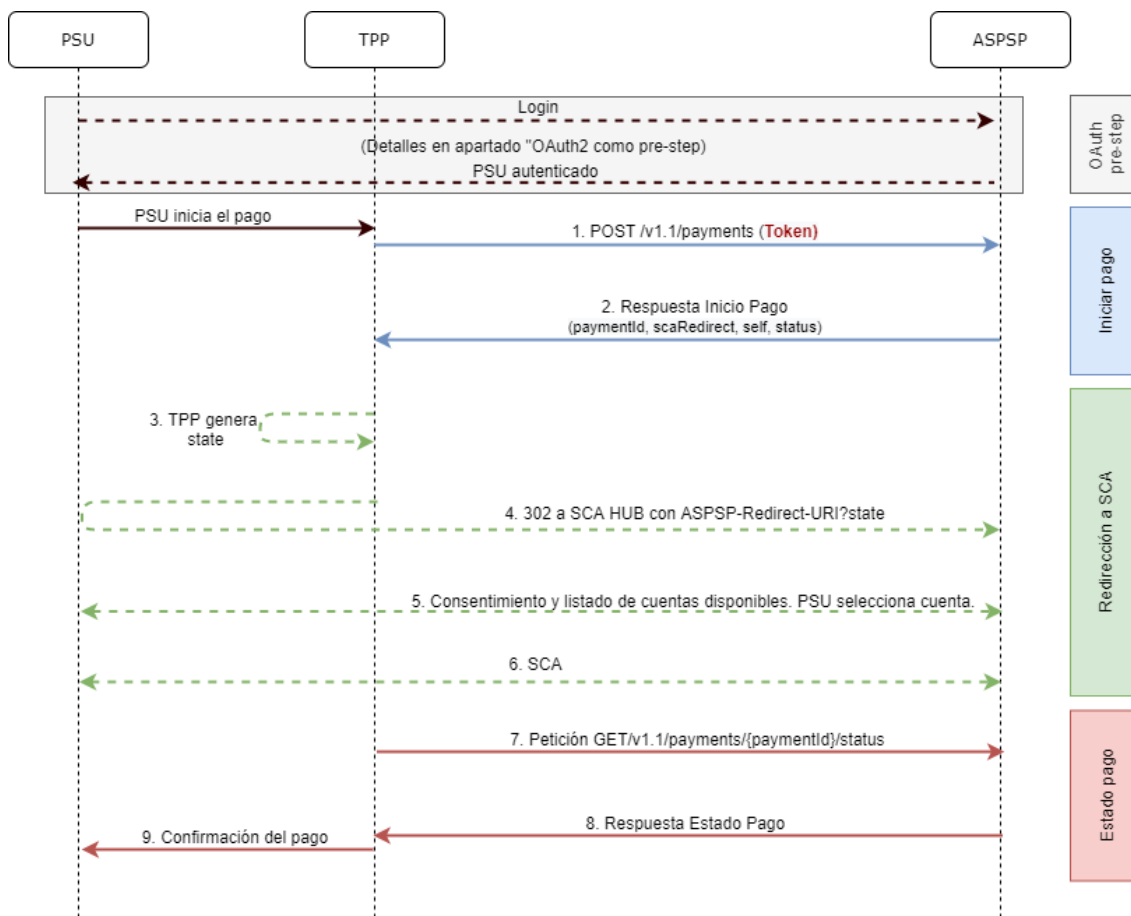 PSU
TPP
ASPSP
Login
(Detalles en apartado "OAuth2 como pre-step)
PSU autenticado
OAuth
pre-step
PSU inicia el pago
1. POST /v1.1/payments (Token)
2. Respuesta Inicio Pago
(paymentId, scaRedirect, self, status)
Iniciar pago
3. TPP genera
state
4. 302 a SCA HUB con ASPSP-Redirect-URI?state
5. Consentimiento y listado de cuentas disponibles. PSU selecciona cuenta.
6. SCA
Redirección a SCA
7. Petición GET/v1.1/payments/{paymentId}/status
8. Respuesta Estado Pago
9. Confirmación del pago
Estado pago